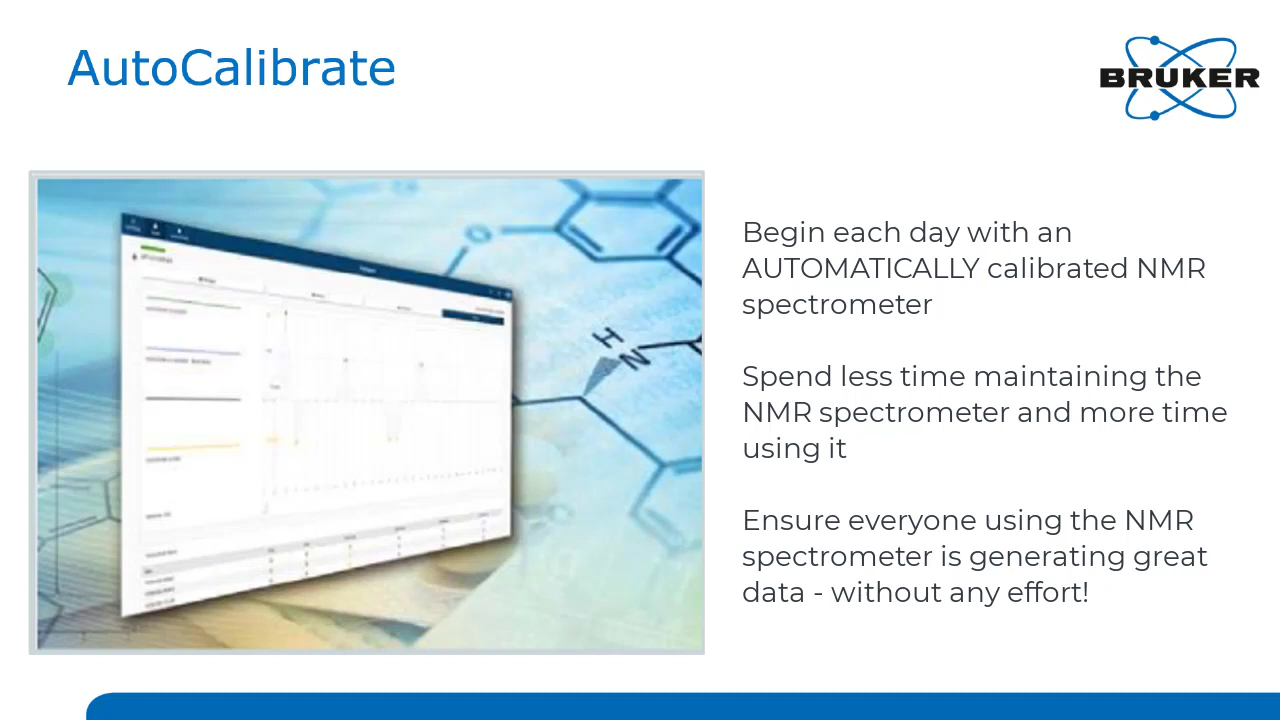 AutoCalibrate
BRUKER
Begin each day with an
AUTOMATICALLY calibrated NMR
spectrometer
Spend less time maintaining the
NMR spectrometer and more time
using it
Ensure everyone using the NMR
spectrometer is generating great
data - without any effort!
H
N